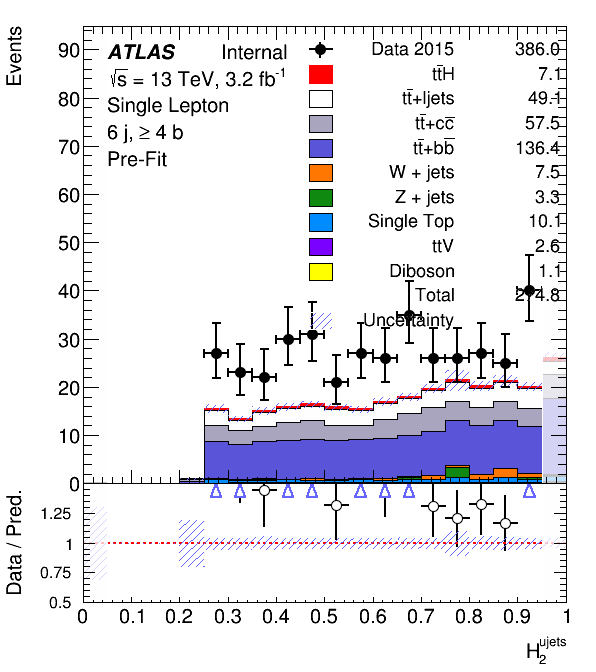 ATLAS Internal
√s = 13 TeV, 3.2 fb⁻¹
Single Lepton
6 j, ≥ 4 b
Pre-Fit
Data 2015 386.0
tt̄H 7.1
tt̄+ljets 49.1
tt̄+cc̄ 57.5
tt̄+bb̄ 136.4
W + jets 7.5
Z + jets 3.3
Single Top 10.1
ttV 2.6
Diboson 1.1
Total 274.8
Uncertainty
Events
90
80
70
60
50
40
30
20
10
0
Data / Pred.
1.25
1
0.75
0.5
0 0.1 0.2 0.3 0.4 0.5 0.6 0.7 0.8 0.9 1
H₂ᵘʲᵉᵗˢ